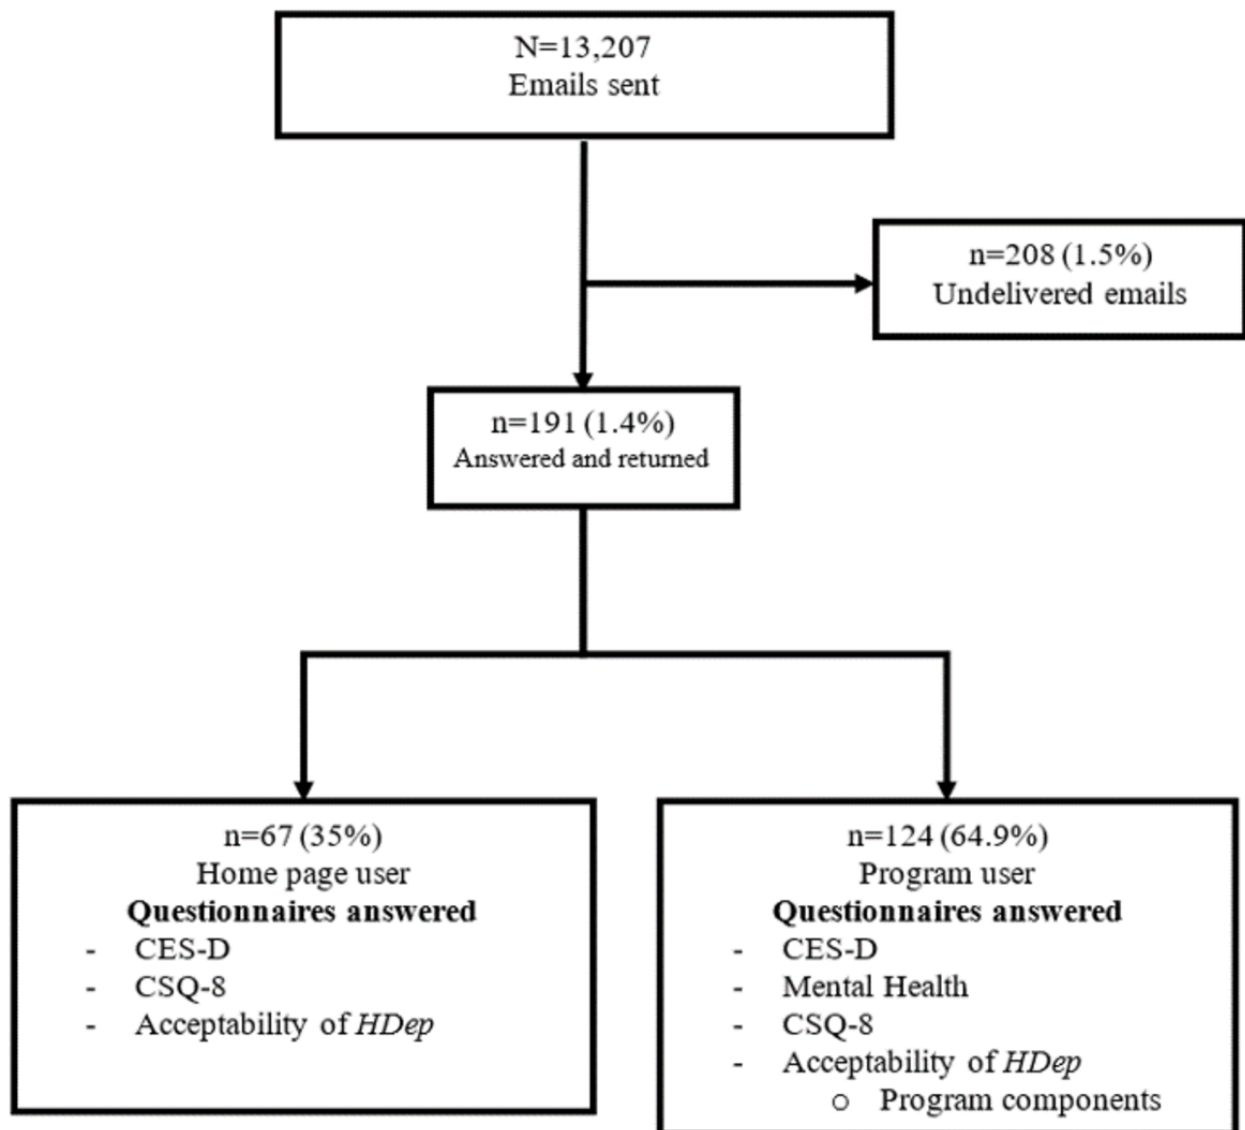 N=13,207
Emails sent
n=208 (1.5%)
Undelivered emails
n=191 (1.4%)
Answered and returned
n=67 (35%)
Home page user
Questionnaires answered
- CES-D
- CSQ-8
- Acceptability of HDep
n=124 (64.9%)
Program user
Questionnaires answered
- CES-D
- Mental Health
- CSQ-8
- Acceptability of HDep
o Program components